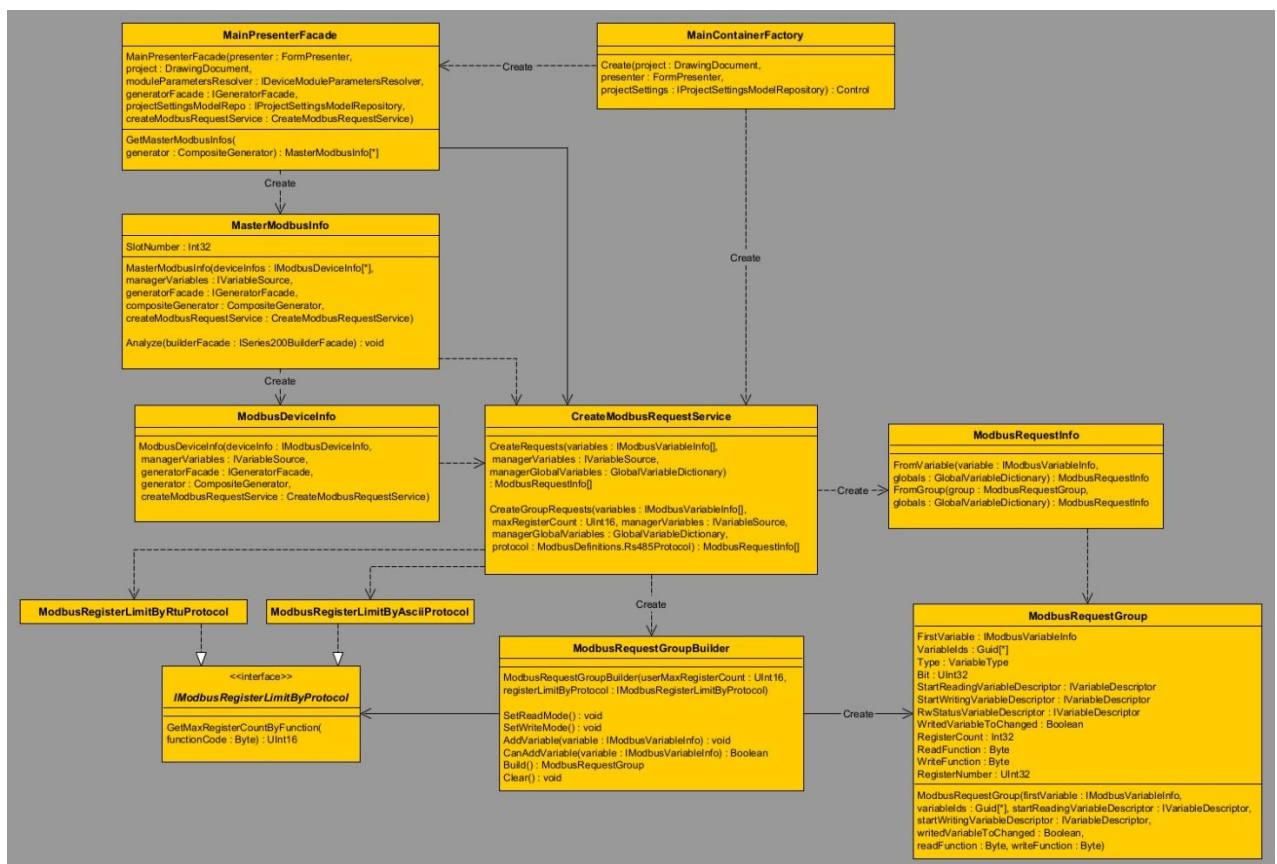 MainPresenterFacade
MainPresenterFacade(presenter : FormPresenter,
project : DrawingDocument,
moduleParametersResolver : IDeviceModuleParametersResolver,
generatorFacade : IGeneratorFacade,
projectSettingsModelRepo : IProjectSettingsModelRepository,
createModbusRequestService : CreateModbusRequestService)
GetMasterModbusInfos(
generator : CompositeGenerator) : MasterModbusInfo[*]
Create
MainContainerFactory
Create(project : DrawingDocument,
presenter : FormPresenter,
projectSettings : IProjectSettingsModelRepository) : Control
Create
Create
MasterModbusInfo
SlotNumber : Int32
MasterModbusInfo(deviceInfos : IModbusDeviceInfo[*],
managerVariables : IVariableSource,
generatorFacade : IGeneratorFacade,
compositeGenerator : CompositeGenerator,
createModbusRequestService : CreateModbusRequestService)
Analyze(builderFacade : ISeries200BuilderFacade) : void
Create
ModbusDeviceInfo
ModbusDeviceInfo(deviceInfo : IModbusDeviceInfo,
managerVariables : IVariableSource,
generatorFacade : IGeneratorFacade,
generator : CompositeGenerator,
createModbusRequestService : CreateModbusRequestService)
CreateModbusRequestService
CreateRequests(variables : IModbusVariableInfo[],
managerVariables : IVariableSource,
managerGlobalVariables : GlobalVariableDictionary)
: ModbusRequestInfo[]
CreateGroupRequests(variables : IModbusVariableInfo[],
maxRegisterCount : UInt16, managerVariables : IVariableSource,
managerGlobalVariables : GlobalVariableDictionary,
protocol : ModbusDefinitions.Rs485Protocol) : ModbusRequestInfo[]
Create
ModbusRequestInfo
FromVariable(variable : IModbusVariableInfo,
globals : GlobalVariableDictionary) : ModbusRequestInfo
FromGroup(group : ModbusRequestGroup,
globals : GlobalVariableDictionary) : ModbusRequestInfo
ModbusRegisterLimitByRtuProtocol
ModbusRegisterLimitByAsciiProtocol
Create
<<interface>>
IModbusRegisterLimitByProtocol
GetMaxRegisterCountByFunction(
functionCode : Byte) : UInt16
ModbusRequestGroupBuilder
ModbusRequestGroupBuilder(userMaxRegisterCount : UInt16,
registerLimitByProtocol : IModbusRegisterLimitByProtocol)
SetReadMode() : void
SetWriteMode() : void
AddVariable(variable : IModbusVariableInfo) : void
CanAddVariable(variable : IModbusVariableInfo) : Boolean
Build() : ModbusRequestGroup
Clear() : void
Create
ModbusRequestGroup
FirstVariable : IModbusVariableInfo
VariableIds : Guid[*]
Type : VariableType
Bit : UInt32
StartReadingVariableDescriptor : IVariableDescriptor
StartWritingVariableDescriptor : IVariableDescriptor
RwStatusVariableDescriptor : IVariableDescriptor
WritedVariableToChanged : Boolean
RegisterCount : Int32
ReadFunction : Byte
WriteFunction : Byte
RegisterNumber : UInt32
ModbusRequestGroup(firstVariable : IModbusVariableInfo,
variableIds : Guid[*], startReadingVariableDescriptor : IVariableDescriptor,
startWritingVariableDescriptor : IVariableDescriptor,
writedVariableToChanged : Boolean,
readFunction : Byte, writeFunction : Byte)